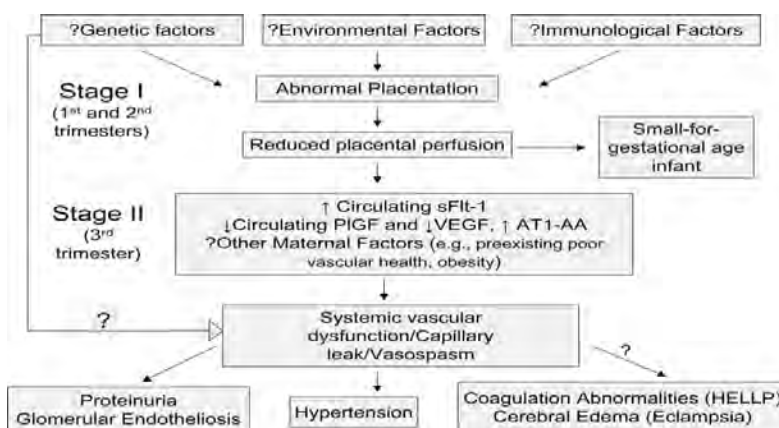 ?Genetic factors
?Environmental Factors
?Immunological Factors
Stage I
(1st and 2nd
trimesters)
Abnormal Placentation
Reduced placental perfusion
Small-for-
gestational age
infant
Stage II
(3rd
trimester)
↑ Circulating sFlt-1
↓Circulating PIGF and ↓VEGF, ↑ AT1-AA
?Other Maternal Factors (e.g., preexisting poor
vascular health, obesity)
?
Systemic vascular
dysfunction/Capillary
leak/Vasospasm
?
Proteinuria
Glomerular Endotheliosis
Hypertension
Coagulation Abnormalities (HELLP)
Cerebral Edema (Eclampsia)